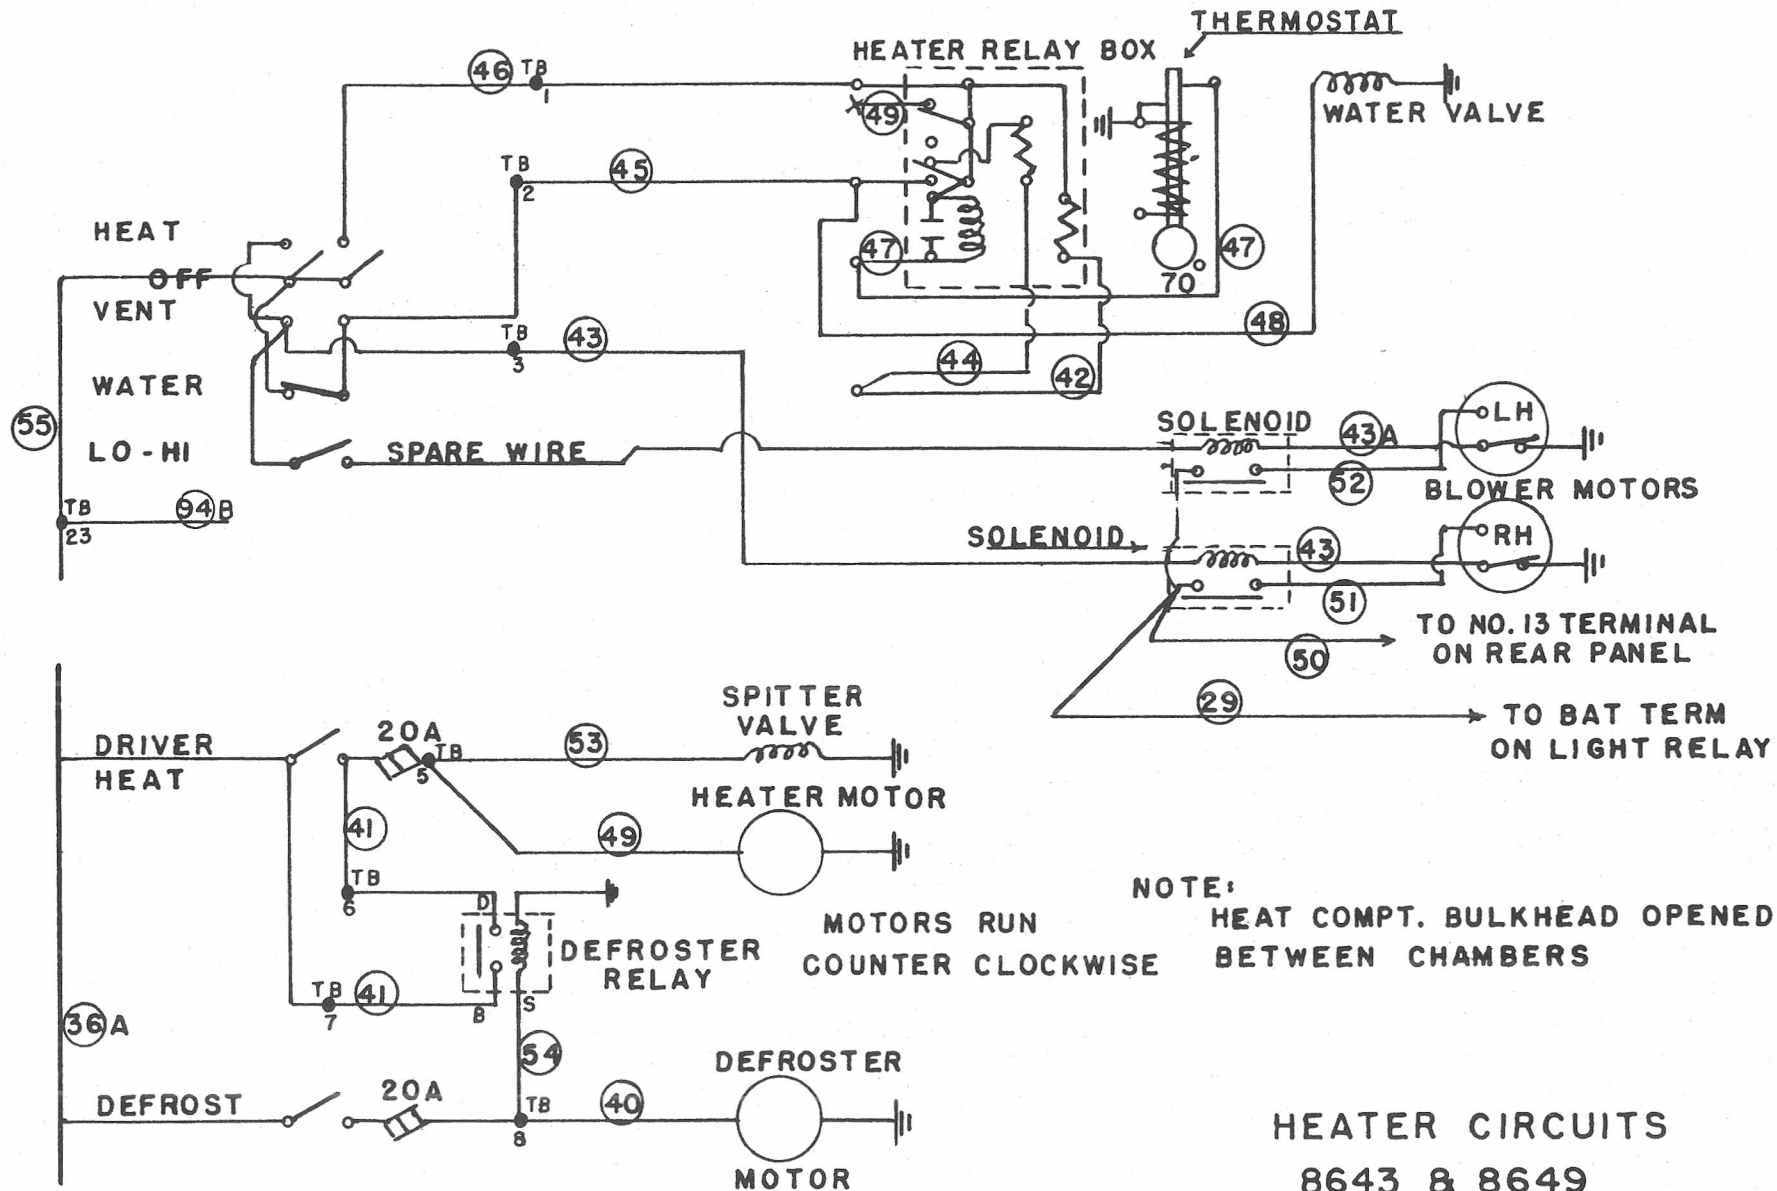 THERMOSTAT
HEATER RELAY BOX
46 TB
1
49
WATER VALVE
TB
2
45
HEAT
OFF
VENT
47
47
70
TB
3
43
48
WATER
44
42
55
LO - HI
SPARE WIRE
SOLENOID
43A
LH
52
BLOWER MOTORS
TB
23
94B
SOLENOID
43
RH
51
TO NO. 13 TERMINAL
ON REAR PANEL
50
29
TO BAT TERM
ON LIGHT RELAY
DRIVER
HEAT
20A
TB
5
53
SPITTER
VALVE
HEATER MOTOR
41
49
TB
6
D
DEFROSTER
RELAY
MOTORS RUN
COUNTER CLOCKWISE
NOTE:
HEAT COMPT. BULKHEAD OPENED
BETWEEN CHAMBERS
TB
7
41
B
S
36A
54
DEFROST
20A
TB
8
40
DEFROSTER
MOTOR
HEATER CIRCUITS
8643 & 8649